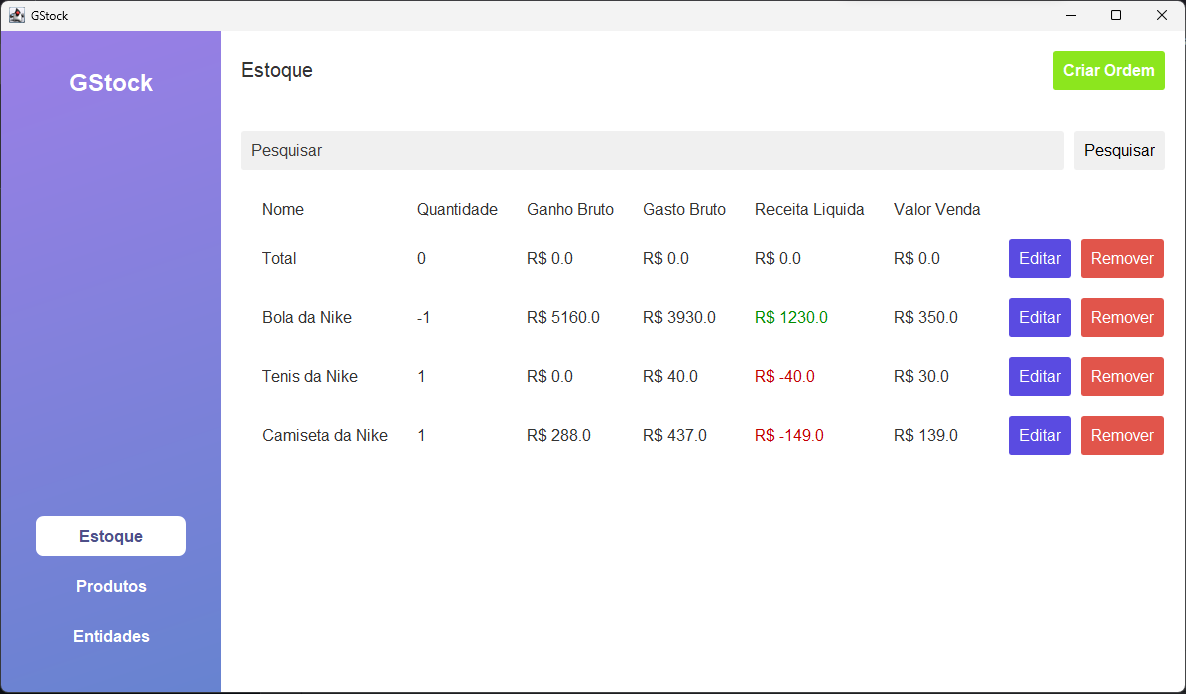 GStock
GStock
Estoque
Criar Ordem
Pesquisar Pesquisar
Nome Quantidade Ganho Bruto Gasto Bruto Receita Liquida Valor Venda
Total 0 R$ 0.0 R$ 0.0 R$ 0.0 R$ 0.0 Editar Remover
Bola da Nike -1 R$ 5160.0 R$ 3930.0 R$ 1230.0 R$ 350.0 Editar Remover
Tenis da Nike 1 R$ 0.0 R$ 40.0 R$ -40.0 R$ 30.0 Editar Remover
Camiseta da Nike 1 R$ 288.0 R$ 437.0 R$ -149.0 R$ 139.0 Editar Remover
Estoque
Produtos
Entidades